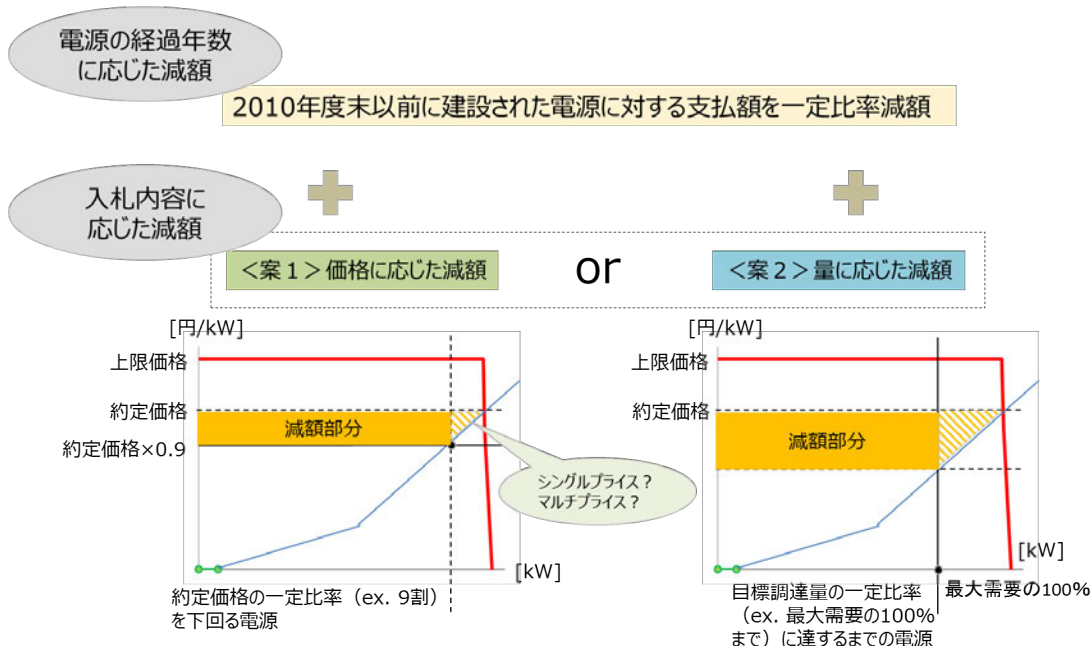 電源の経過年数
に応じた減額
2010年度末以前に建設された電源に対する支払額を一定比率減額
入札内容に
応じた減額
＜案１＞価格に応じた減額
or
＜案２＞量に応じた減額
[円/kW]
上限価格
約定価格
減額部分
約定価格×0.9
シングルプライス？
マルチプライス？
[kW]
約定価格の一定比率（ex. 9割）
を下回る電源
[円/kW]
上限価格
約定価格
減額部分
[kW]
最大需要の100%
目標調達量の一定比率
（ex. 最大需要の100%
まで）に達するまでの電源